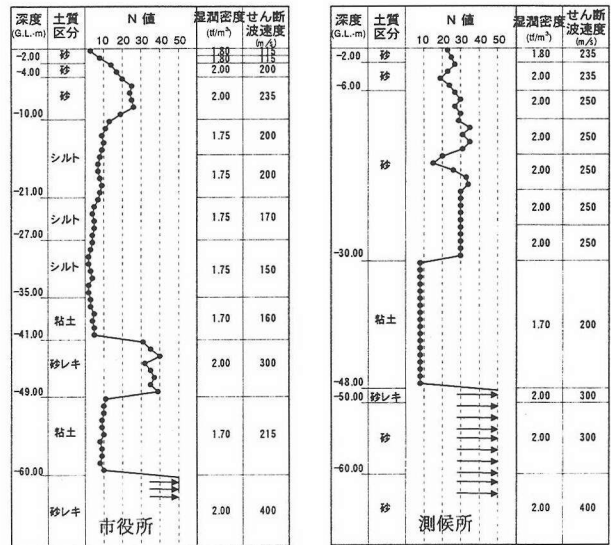 深度 土質 N 値 湿潤密度 せん断
(G.L.-m) 区分 (tf/m³) 波速度
(m/s)
10 20 30 40 50
1.80 115
-2.00 砂 1.80 115
-4.00 砂 2.00 200
砂 2.00 235
-10.00
1.75 200
シルト
1.75 200
-21.00
シルト 1.75 170
-27.00
シルト 1.75 150
-35.00
粘土 1.70 160
-41.00
砂レキ 2.00 300
-49.00
粘土 1.70 215
-60.00
砂レキ 2.00 400
市役所
深度 土質 N 値 湿潤密度 せん断
(G.L.-m) 区分 (tf/m³) 波速度
(m/s)
10 20 30 40 50
-2.00 砂 1.80 235
砂 2.00 235
-6.00
2.00 250
2.00 250
砂 2.00 250
2.00 250
2.00 250
-30.00
粘土 1.70 200
-48.00
-50.00 砂レキ 2.00 300
砂 2.00 300
-60.00
砂 2.00 400
測候所